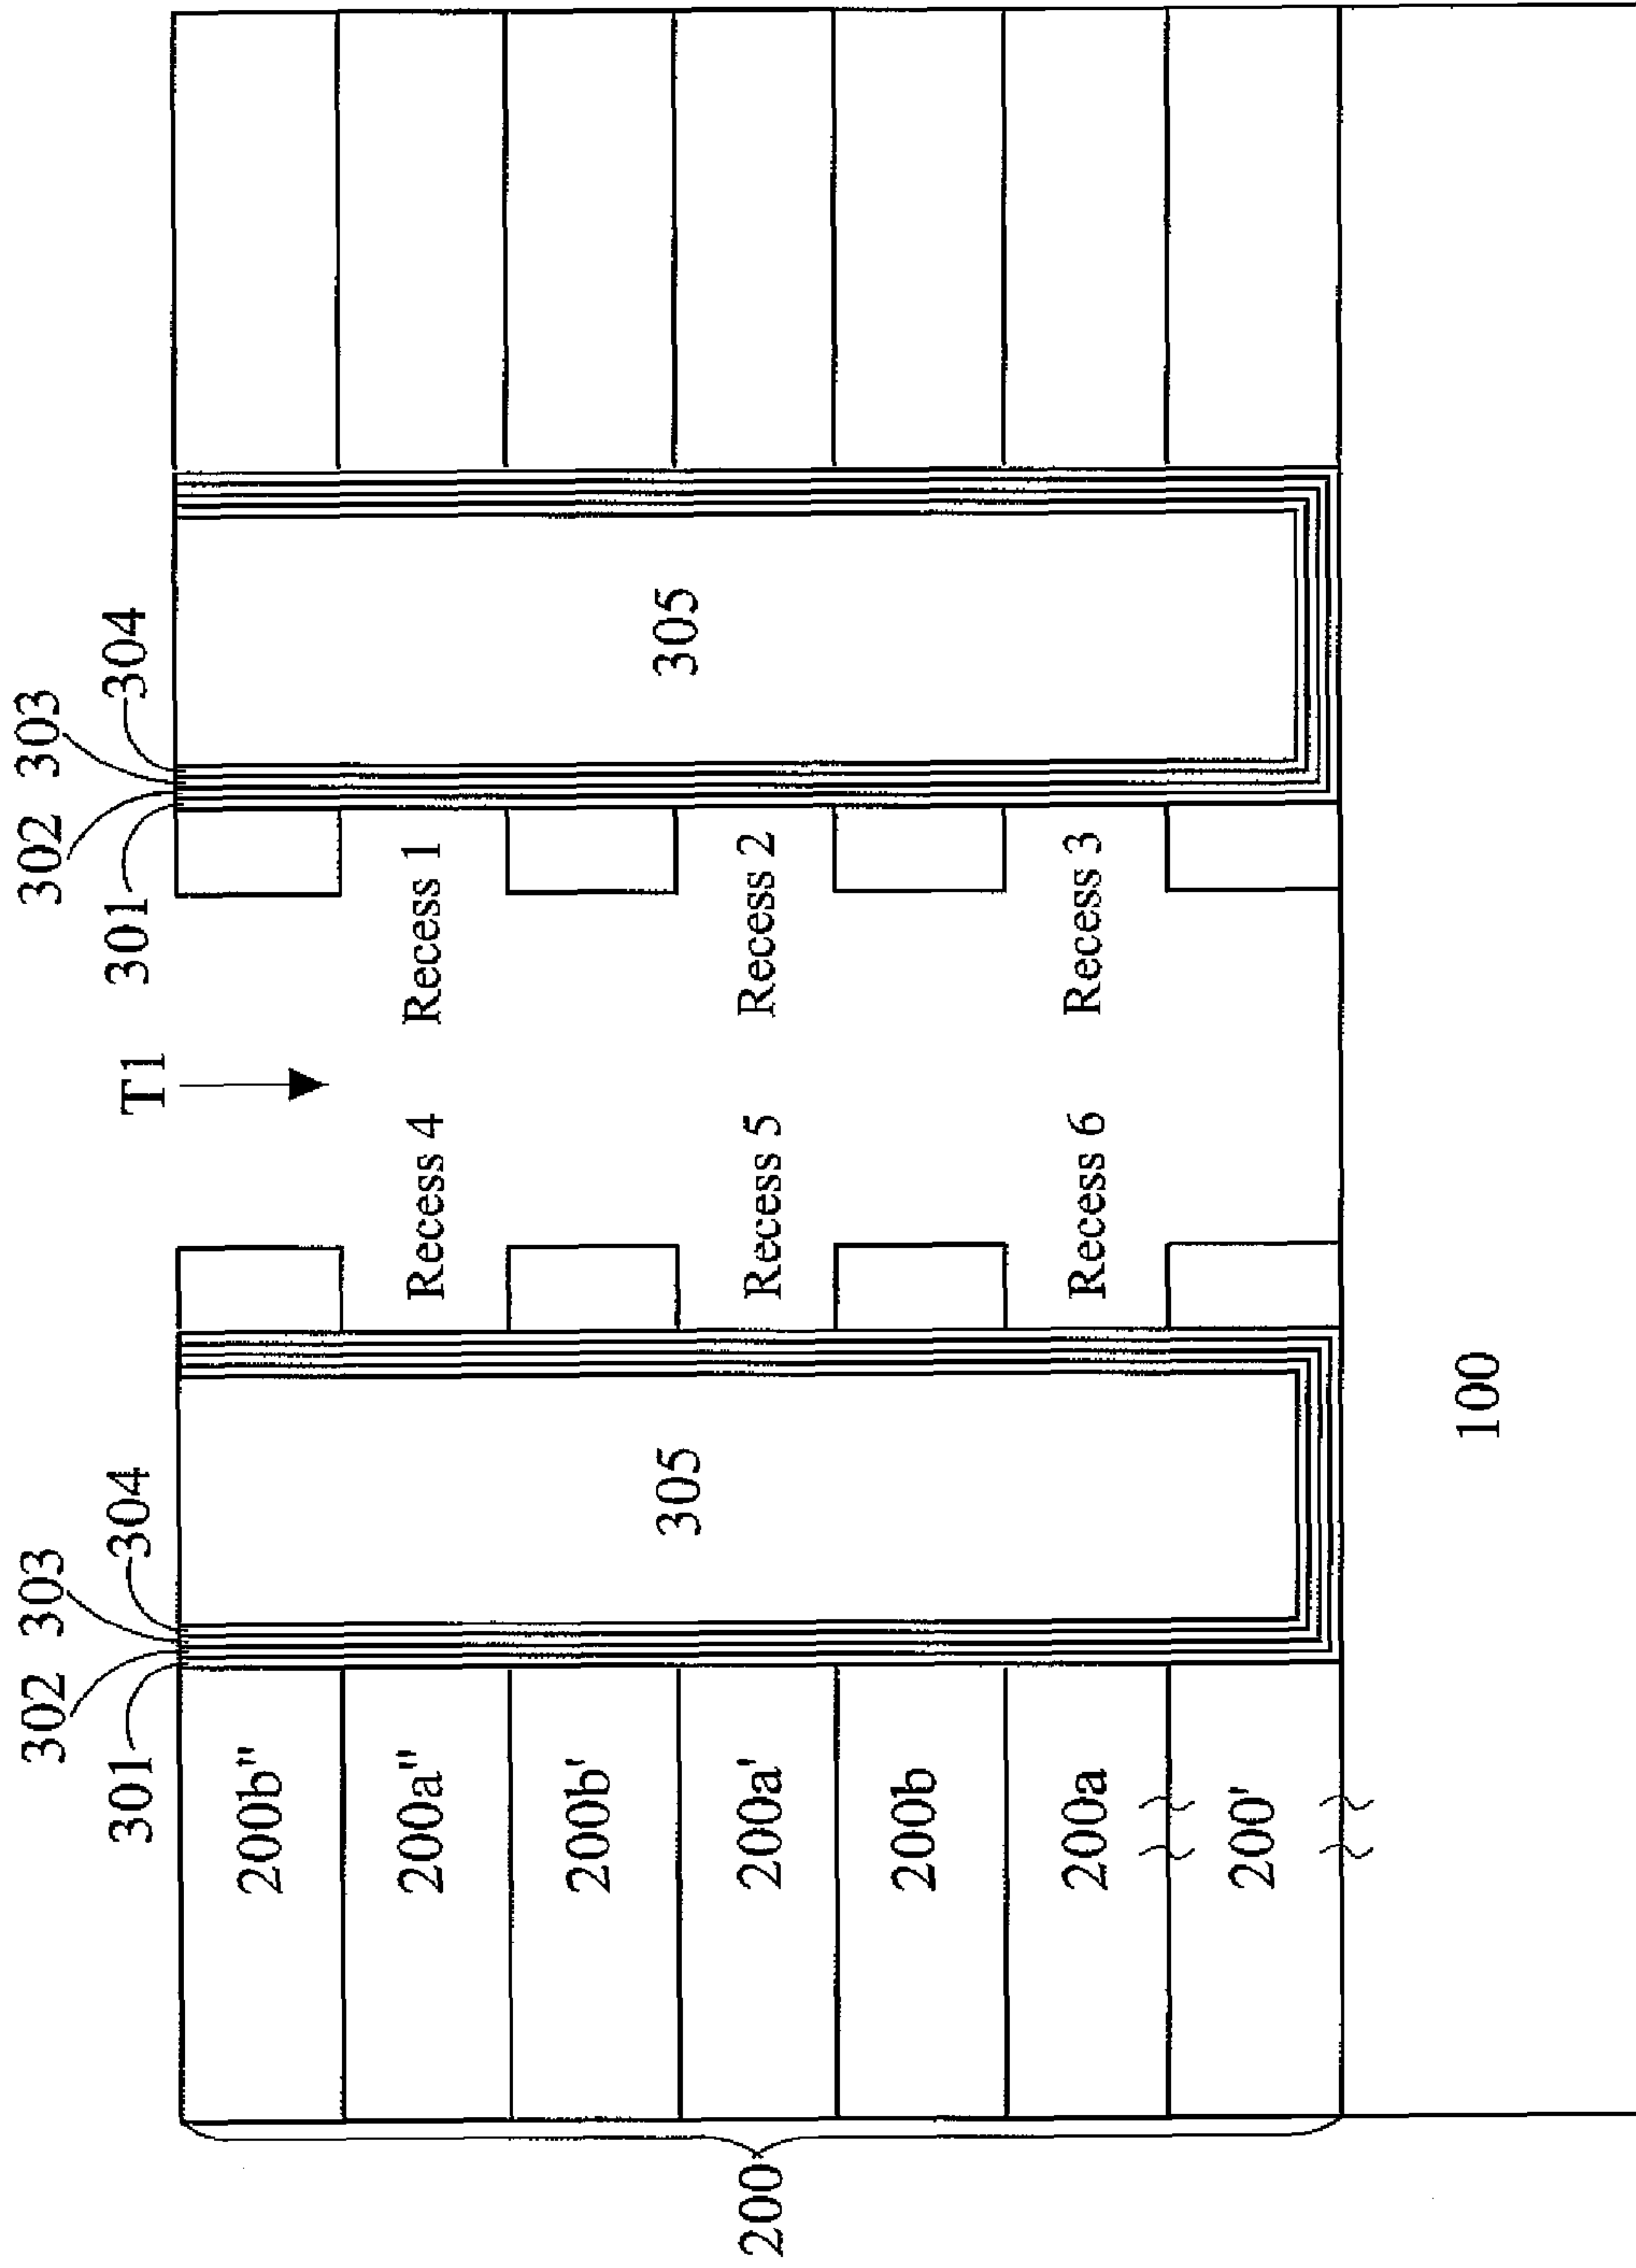 302 303
301 304
302 303
301 304
T1
200b"
200a"
200b'
200a'
200b
200a
200'
200
305
305
Recess 4
Recess 1
Recess 5
Recess 2
Recess 6
Recess 3
100